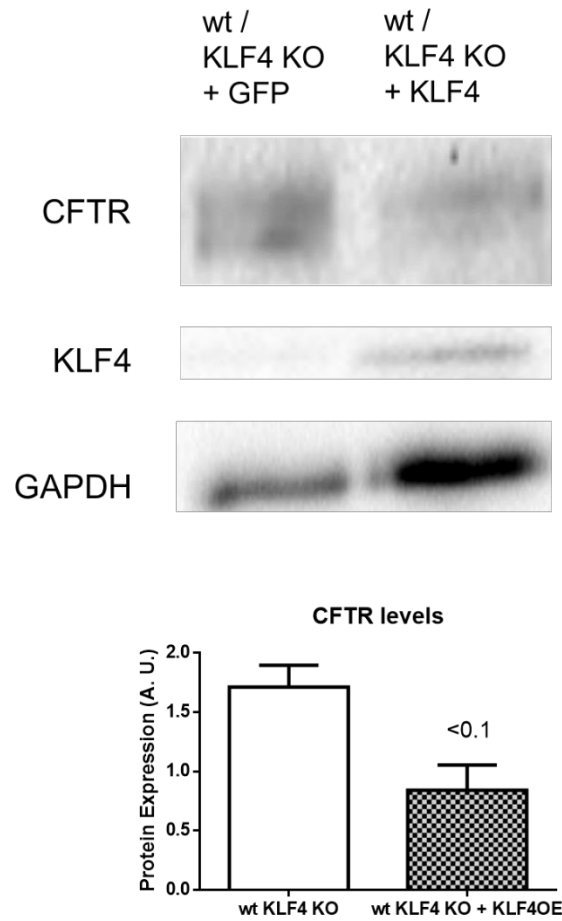 wt /
KLF4 KO
+ GFP
wt /
KLF4 KO
+ KLF4
CFTR
KLF4
GAPDH
CFTR levels
Protein Expression (A. U.)
2.0
1.5
1.0
0.5
0.0
<0.1
wt KLF4 KO
wt KLF4 KO + KLF4OE